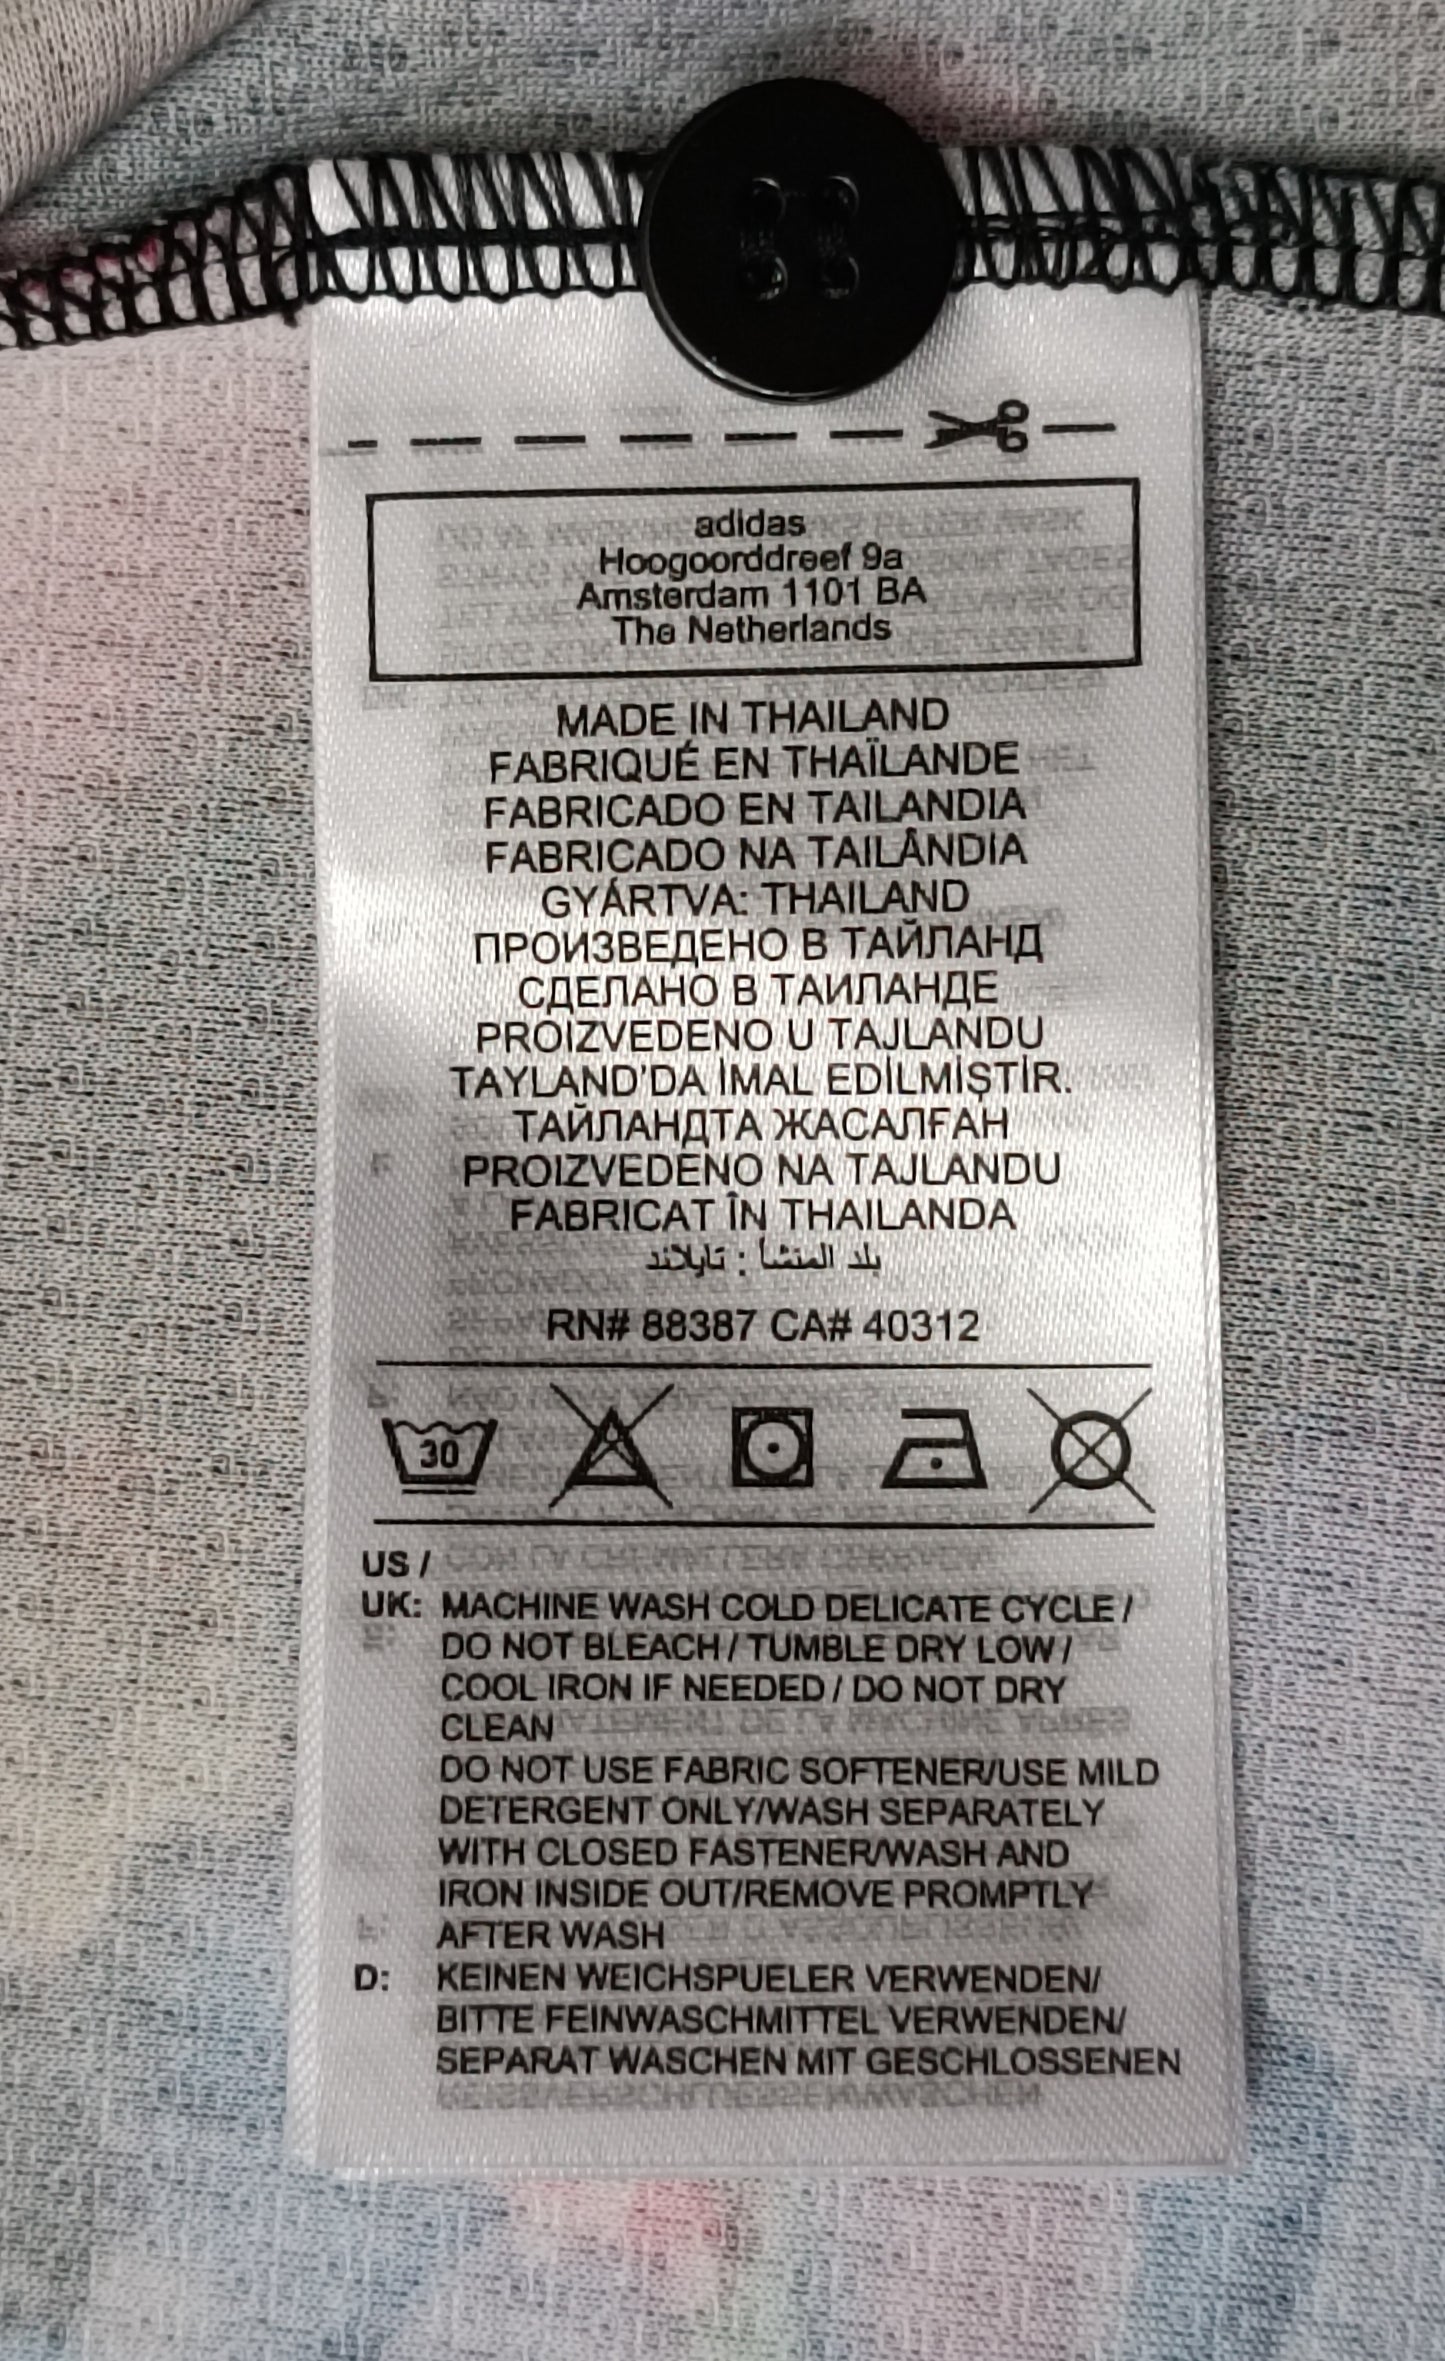 adidas
Hoogoorddreef 9a
Amsterdam 1101 BA
The Netherlands
MADE IN THAILAND
FABRIQUÉ EN THAÏLANDE
FABRICADO EN TAILANDIA
FABRICADO NA TAILÂNDIA
GYÁRTVA: THAILAND
ПРОИЗВЕДЕНО В ТАЙЛАНД
СДЕЛАНО В ТАИЛАНДЕ
PROIZVEDENO U TAJLANDU
TAYLAND'DA İMAL EDİLMİŞTİR.
ТАЙЛАНДТА ЖАСАЛҒАН
PROIZVEDENO NA TAJLANDU
FABRICAT ÎN THAILANDA
بلد المنشأ : تايلاند
RN# 88387 CA# 40312
30
US /
UK: MACHINE WASH COLD DELICATE CYCLE /
DO NOT BLEACH / TUMBLE DRY LOW /
COOL IRON IF NEEDED / DO NOT DRY
CLEAN
DO NOT USE FABRIC SOFTENER/USE MILD
DETERGENT ONLY/WASH SEPARATELY
WITH CLOSED FASTENER/WASH AND
IRON INSIDE OUT/REMOVE PROMPTLY
AFTER WASH
D: KEINEN WEICHSPUELER VERWENDEN/
BITTE FEINWASCHMITTEL VERWENDEN/
SEPARAT WASCHEN MIT GESCHLOSSENEN